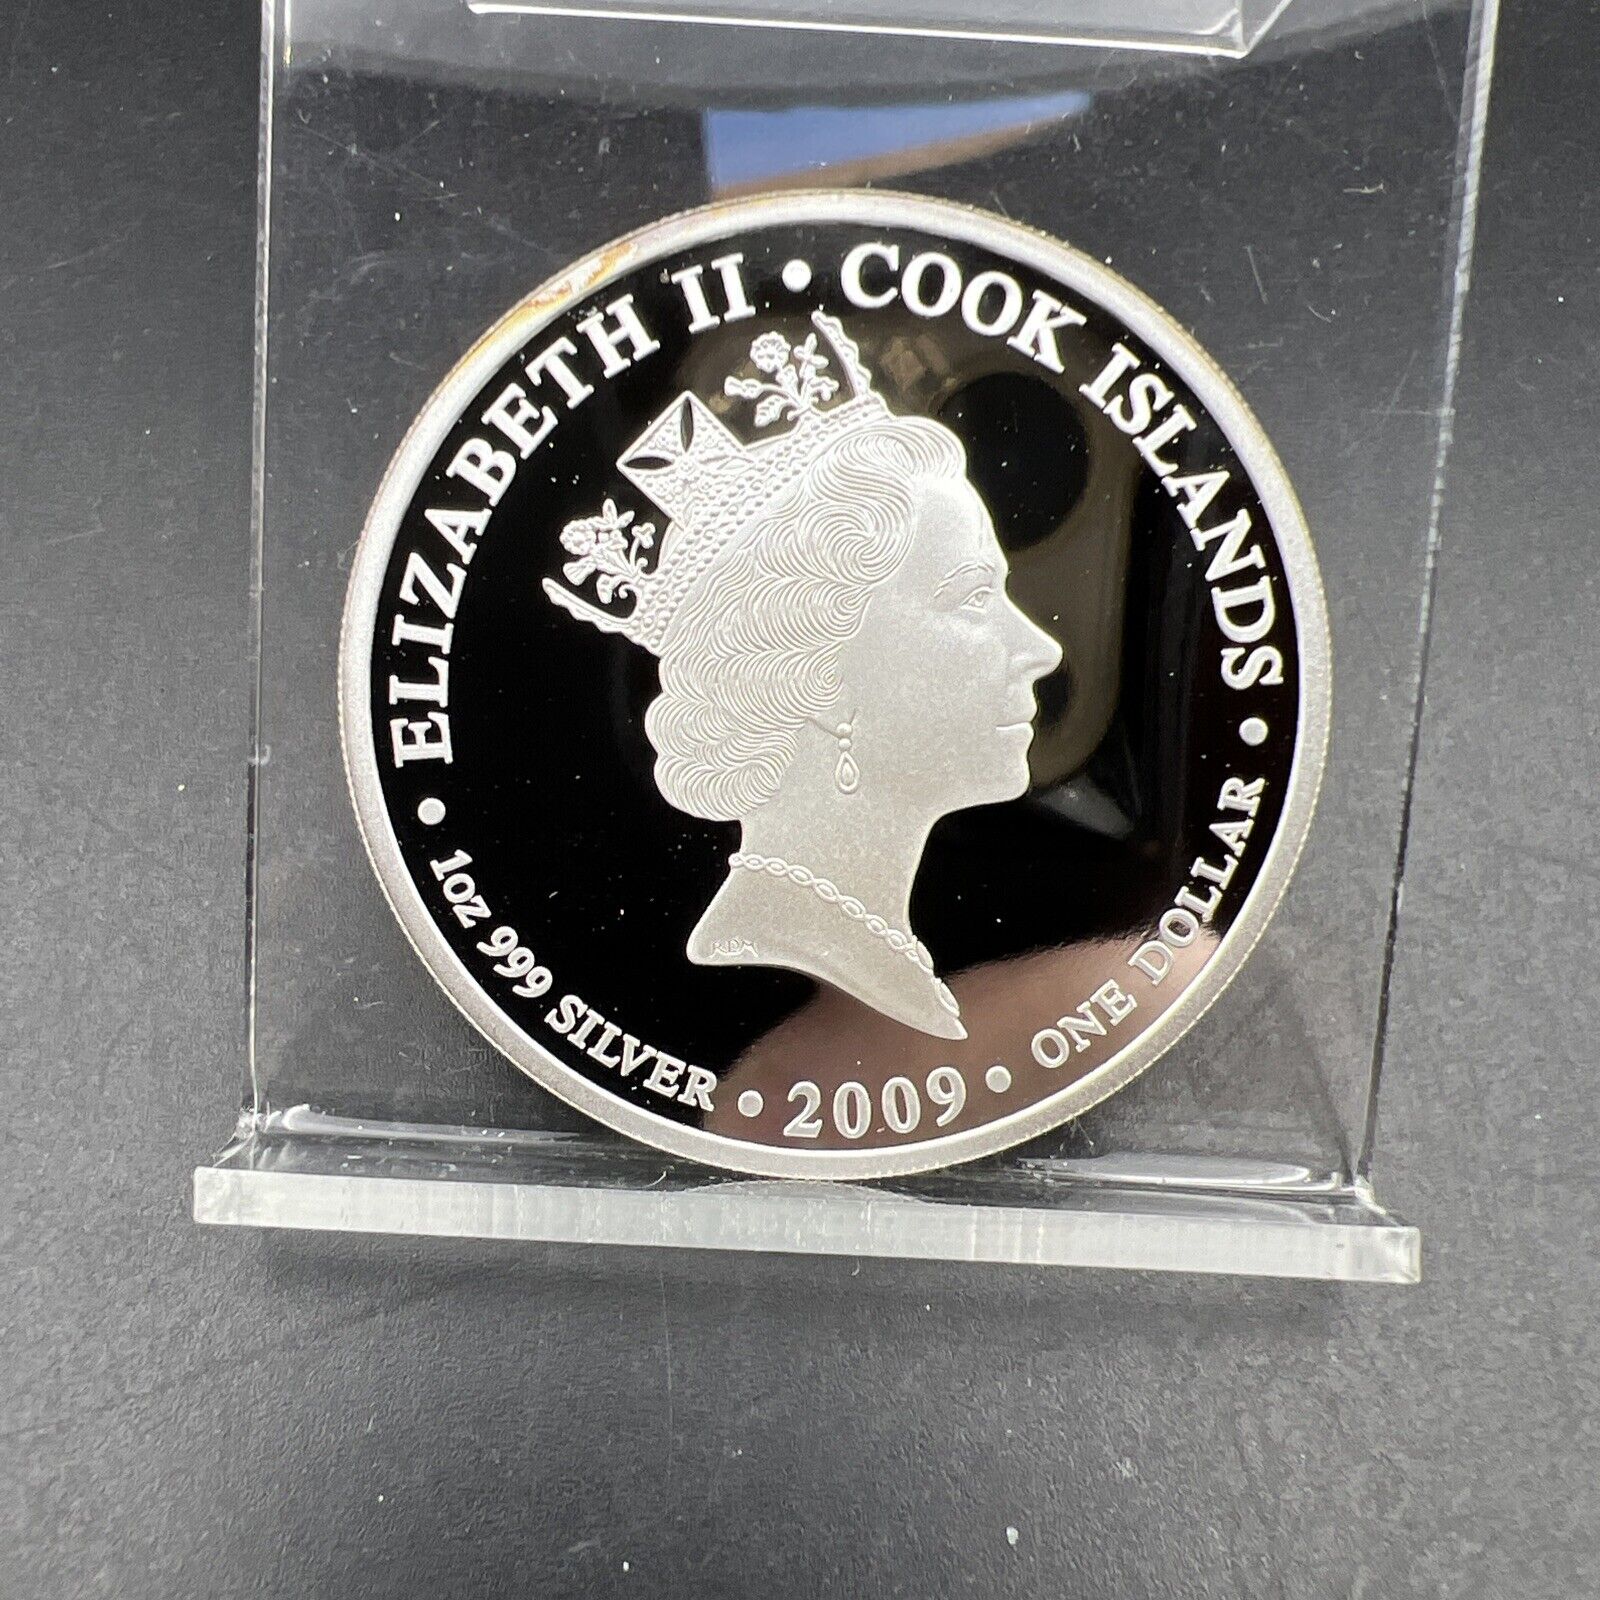 ELIZABETH II • COOK ISLANDS •
1OZ 999 SILVER • 2009 • ONE DOLLAR
RDM